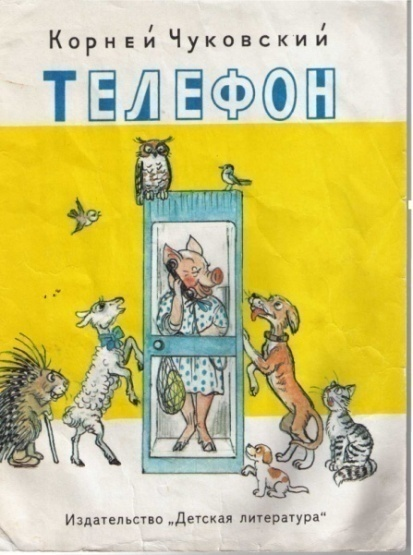 Корней Чуковский
ТЕЛЕФОН
Издательство „Детская литература“